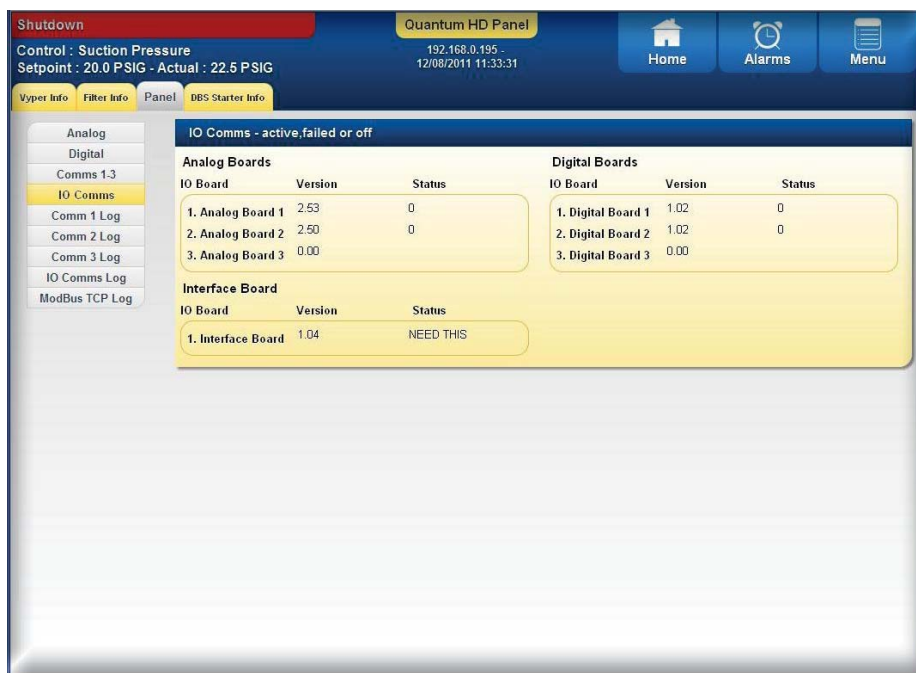 Shutdown
Quantum HD Panel
Control : Suction Pressure
Setpoint : 20.0 PSIG - Actual : 22.5 PSIG
192.168.0.195 -
12/08/2011 11:33:31
Home
Alarms
Menu
Vyper Info Filter Info Panel DBS Starter Info
Analog
Digital
Comms 1-3
IO Comms
Comm 1 Log
Comm 2 Log
Comm 3 Log
IO Comms Log
ModBus TCP Log
IO Comms - active,failed or off
Analog Boards
IO Board Version Status
1. Analog Board 1 2.53 0
2. Analog Board 2 2.50 0
3. Analog Board 3 0.00
Digital Boards
IO Board Version Status
1. Digital Board 1 1.02 0
2. Digital Board 2 1.02 0
3. Digital Board 3 0.00
Interface Board
IO Board Version Status
1. Interface Board 1.04 NEED THIS